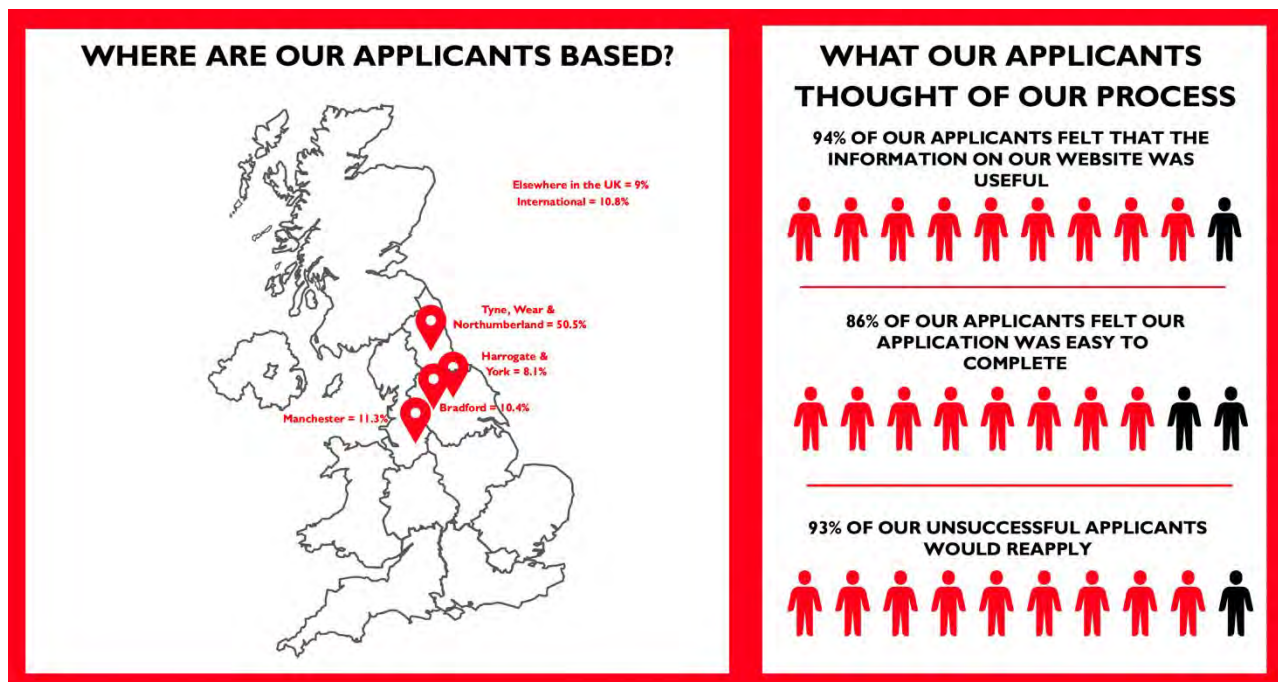 WHERE ARE OUR APPLICANTS BASED?
Elsewhere in the UK = 9%
International = 10.8%
Tyne, Wear &
Northumberland = 50.5%
Harrogate &
York = 8.1%
Bradford = 10.4%
Manchester = 11.3%
WHAT OUR APPLICANTS
THOUGHT OF OUR PROCESS
94% OF OUR APPLICANTS FELT THAT THE
INFORMATION ON OUR WEBSITE WAS
USEFUL
86% OF OUR APPLICANTS FELT OUR
APPLICATION WAS EASY TO
COMPLETE
93% OF OUR UNSUCCESSFUL APPLICANTS
WOULD REAPPLY